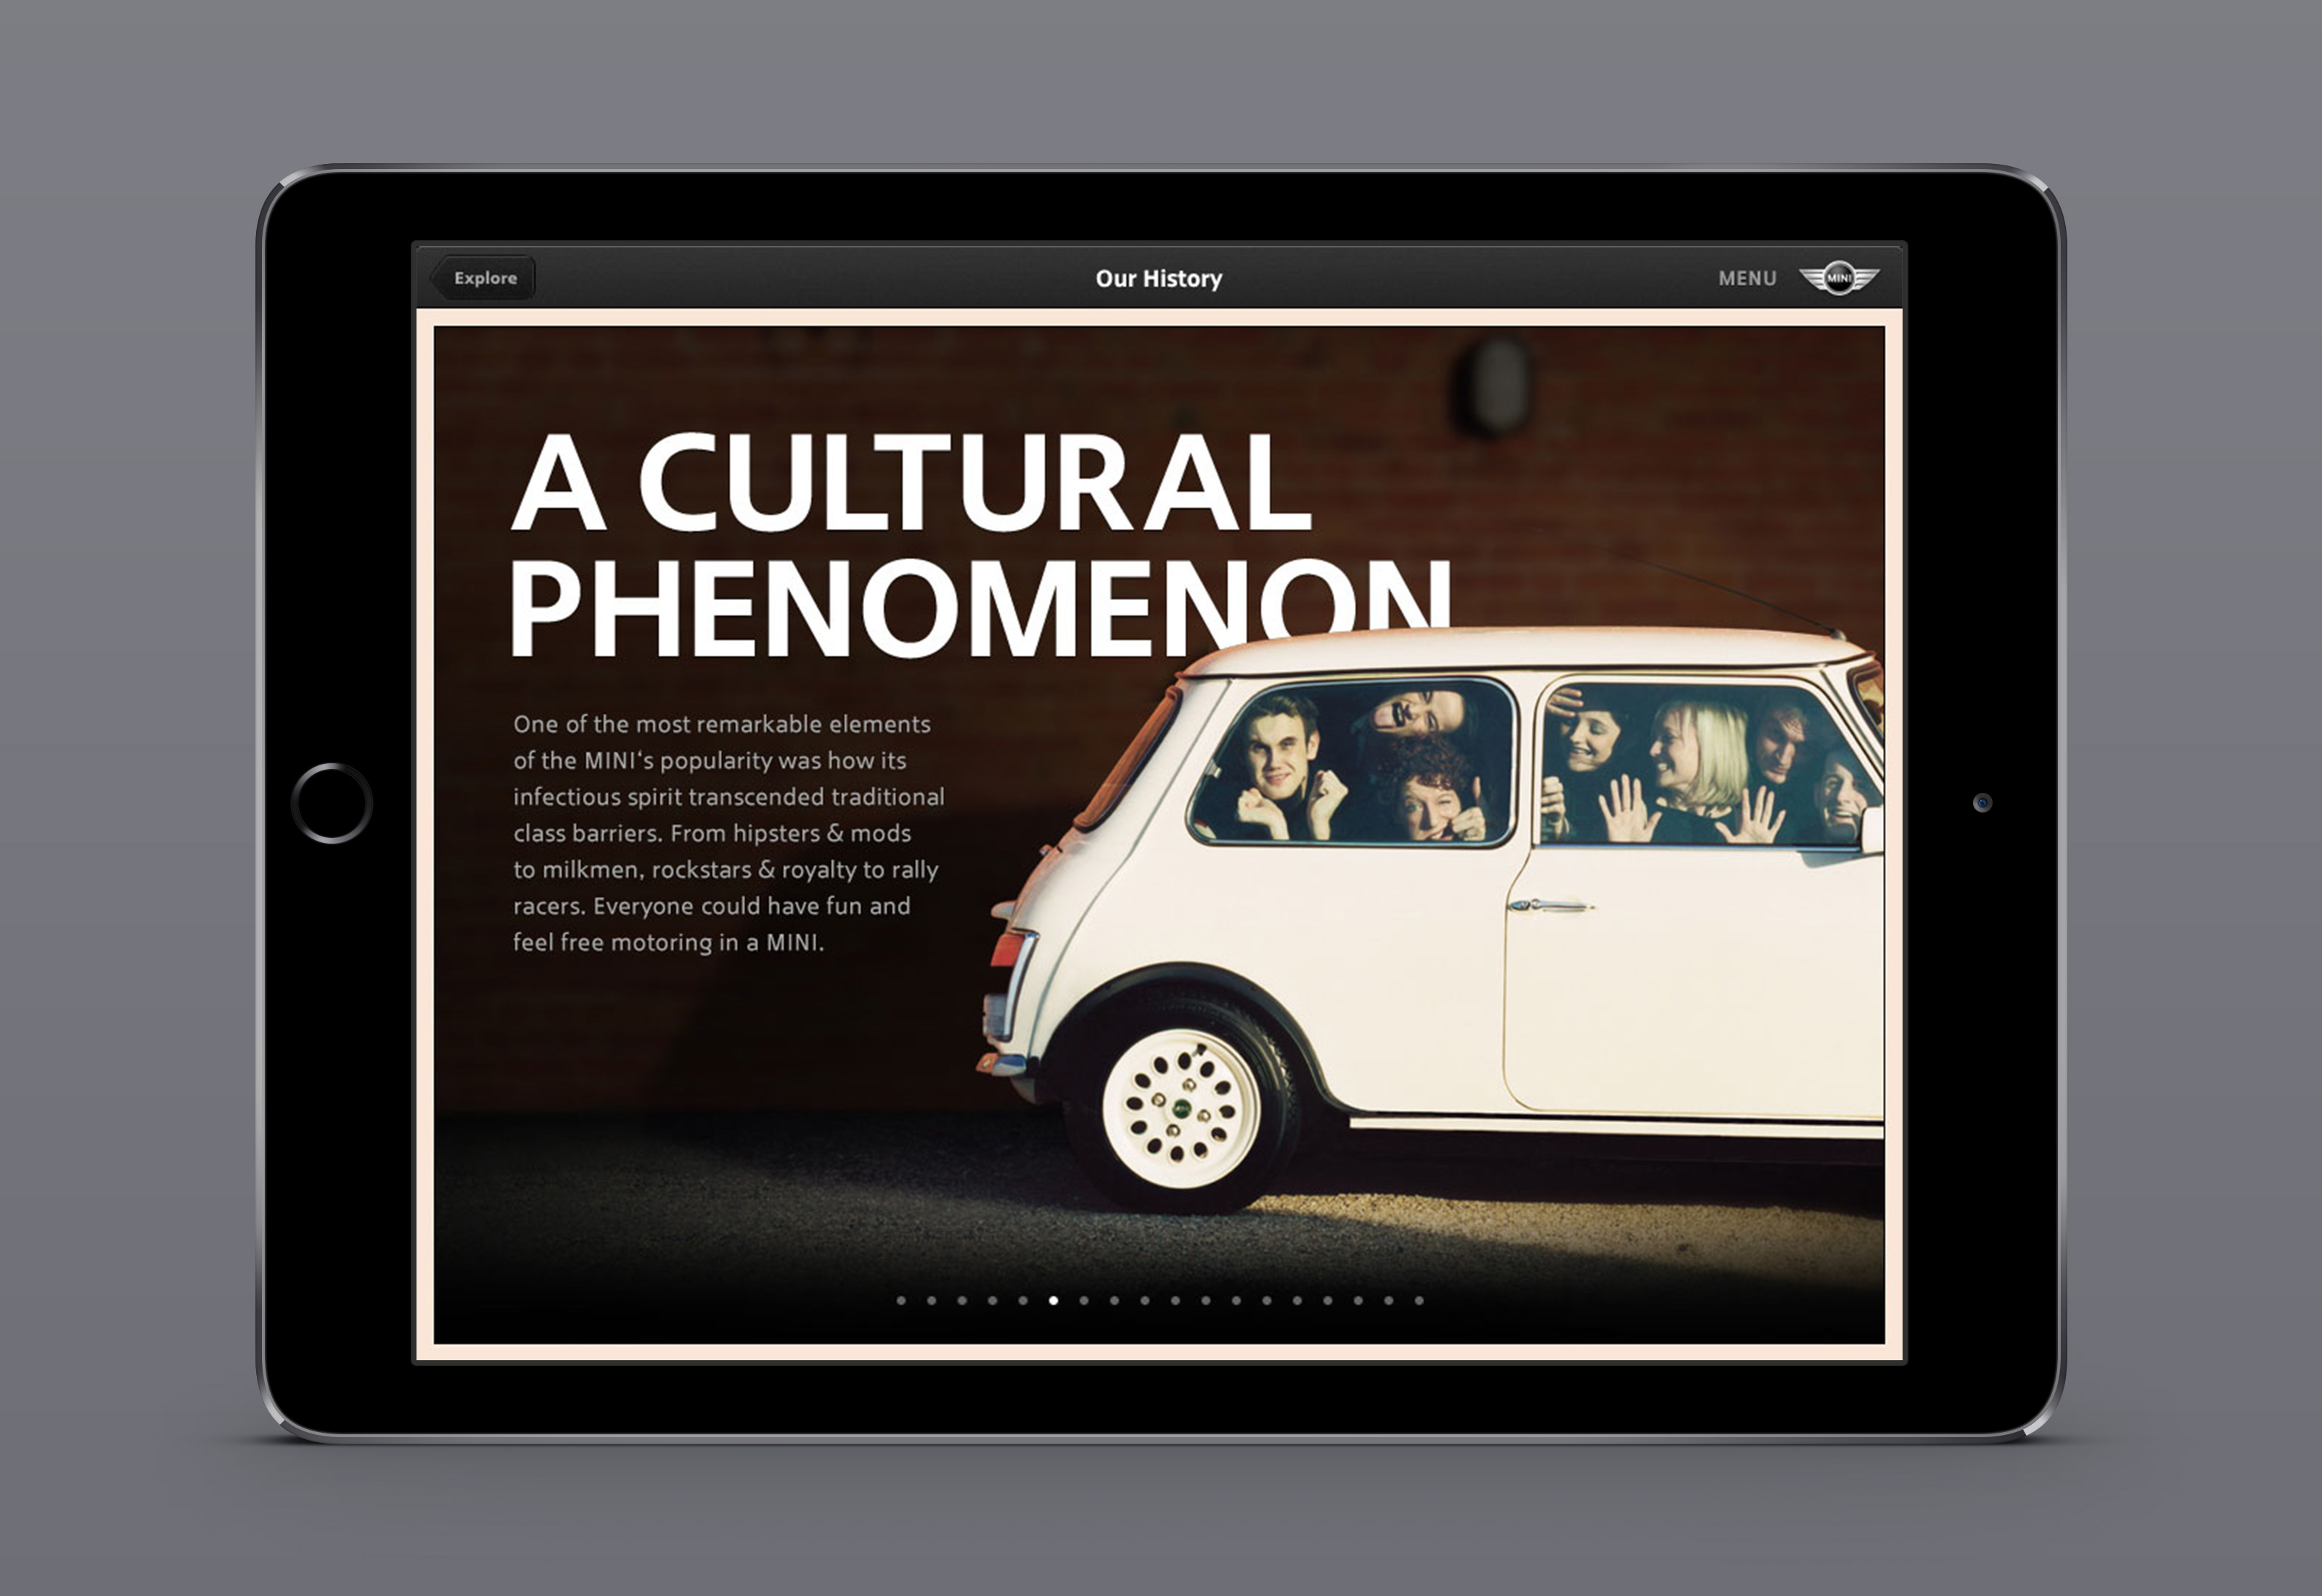 Explore
Our History
MENU
MINI
A CULTURAL
PHENOMENON
One of the most remarkable elements
of the MINI‘s popularity was how its
infectious spirit transcended traditional
class barriers. From hipsters & mods
to milkmen, rockstars & royalty to rally
racers. Everyone could have fun and
feel free motoring in a MINI.